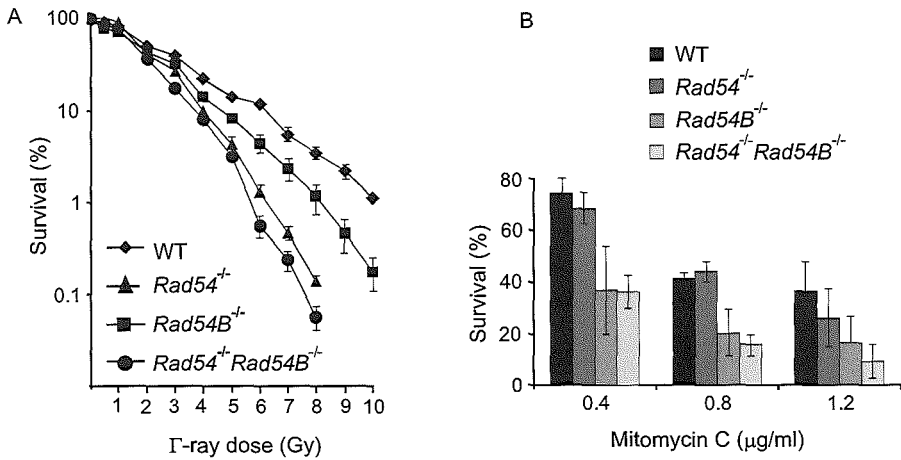 A
Survival (%)
100
10
1
0.1
WT
Rad54-/-
Rad54B-/-
Rad54-/-Rad54B-/-
1 2 3 4 5 6 7 8 9 10
Γ-ray dose (Gy)
B
WT
Rad54-/-
Rad54B-/-
Rad54-/-Rad54B-/-
Survival (%)
80
60
40
20
0
0.4 0.8 1.2
Mitomycin C (μg/ml)